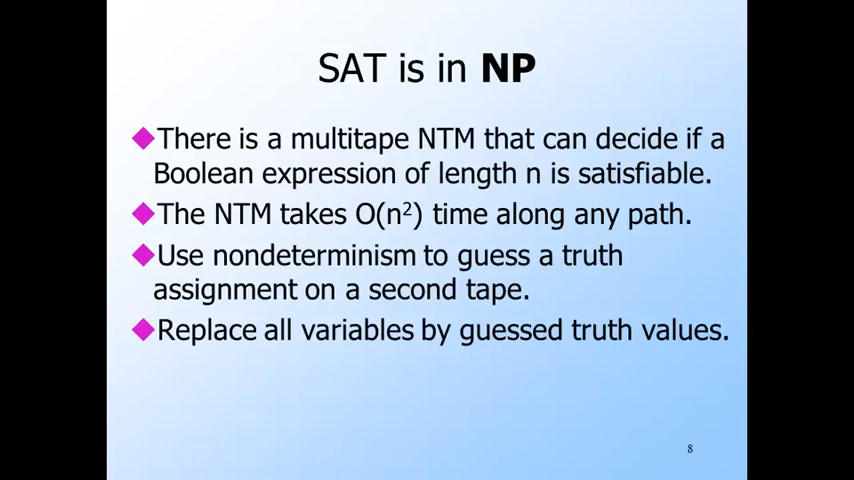 SAT is in NP
◆There is a multitape NTM that can decide if a
Boolean expression of length n is satisfiable.
◆The NTM takes O(n²) time along any path.
◆Use nondeterminism to guess a truth
assignment on a second tape.
◆Replace all variables by guessed truth values.
8